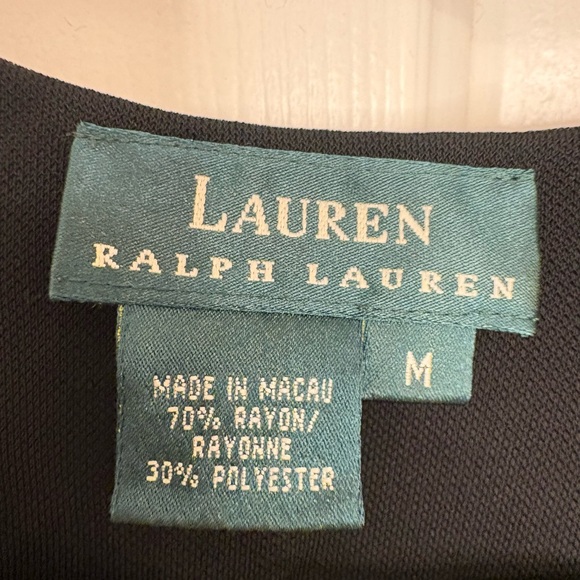 LAUREN
RALPH LAUREN
M
MADE IN MACAU
70% RAYON/
RAYONNE
30% POLYESTER